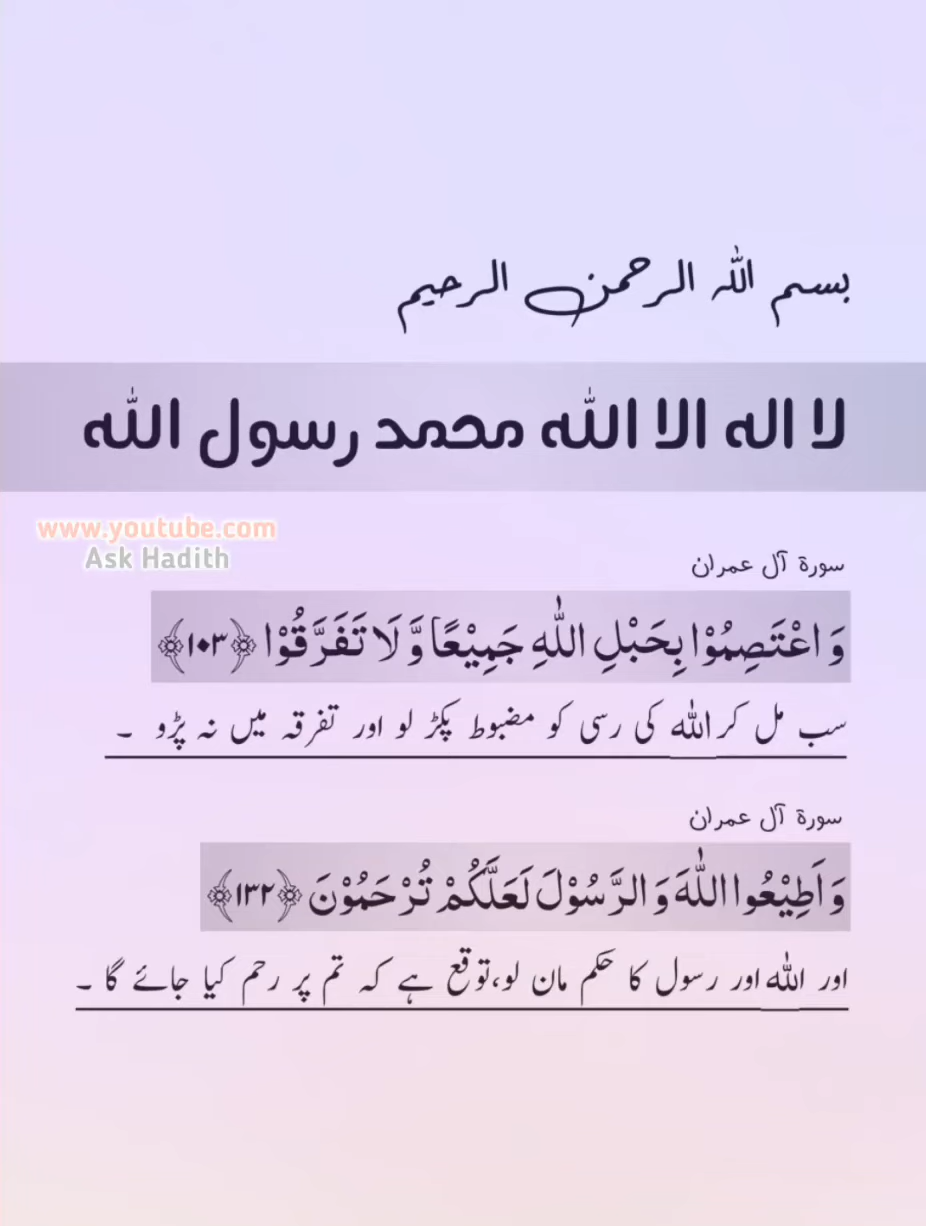 بسم اللہ الرحمن الرحیم
لا اله الا الله محمد رسول الله
www.youtube.com
Ask Hadith
سورة آل عمران
وَ اعْتَصِمُوْا بِحَبْلِ اللّٰهِ جَمِیْعًا وَّ لَا تَفَرَّقُوْا ﴿۱۰۳﴾
سب مل کر اللہ کی رسی کو مضبوط پکڑ لو اور تفرقہ میں نہ پڑو ۔
سورة آل عمران
وَ اَطِیْعُوا اللّٰهَ وَ الرَّسُوْلَ لَعَلَّكُمْ تُرْحَمُوْنَ ﴿۱۳۲﴾
اور اللہ اور رسول کا حکم مان لو،توقع ہے کہ تم پر رحم کیا جائے گا ۔